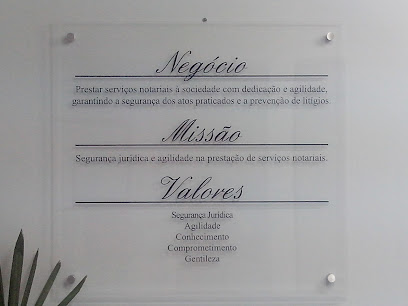 Negócio
Prestar serviços notariais à sociedade com dedicação e agilidade,
garantindo a segurança dos atos praticados e a prevenção de litígios.
Missão
Segurança jurídica e agilidade na prestação de serviços notariais.
Valores
Segurança Jurídica
Agilidade
Conhecimento
Comprometimento
Gentileza